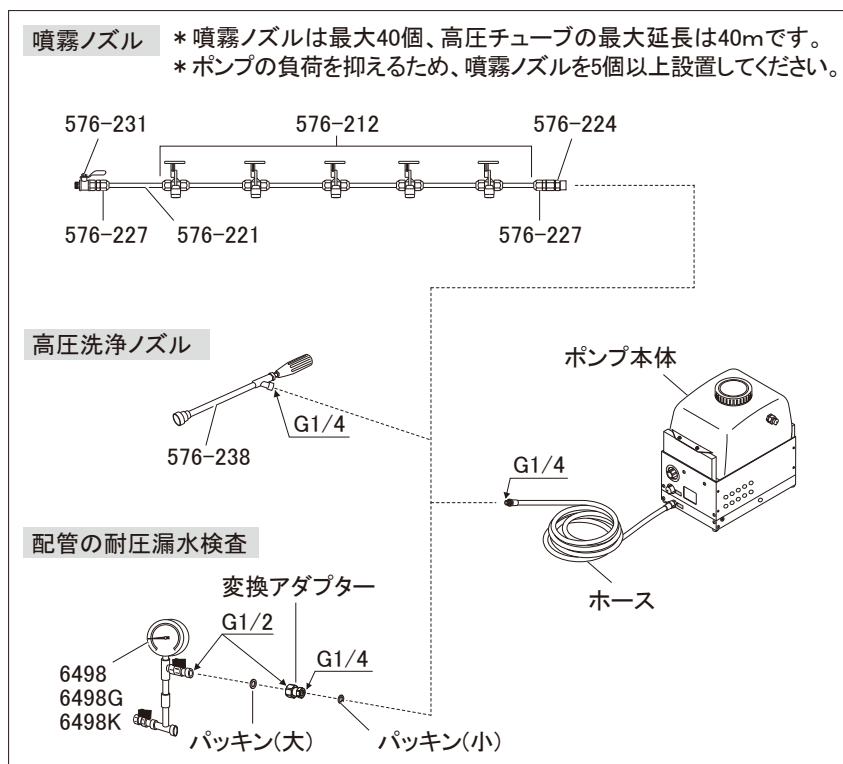 噴霧ノズル
＊噴霧ノズルは最大40個、高圧チューブの最大延長は40mです。
＊ポンプの負荷を抑えるため、噴霧ノズルを5個以上設置してください。
576-231
576-212
576-224
576-227
576-221
576-227
高圧洗浄ノズル
G1/4
576-238
ポンプ本体
G1/4
ホース
配管の耐圧漏水検査
変換アダプター
G1/2
G1/4
6498
6498G
6498K
パッキン(大)
パッキン(小)